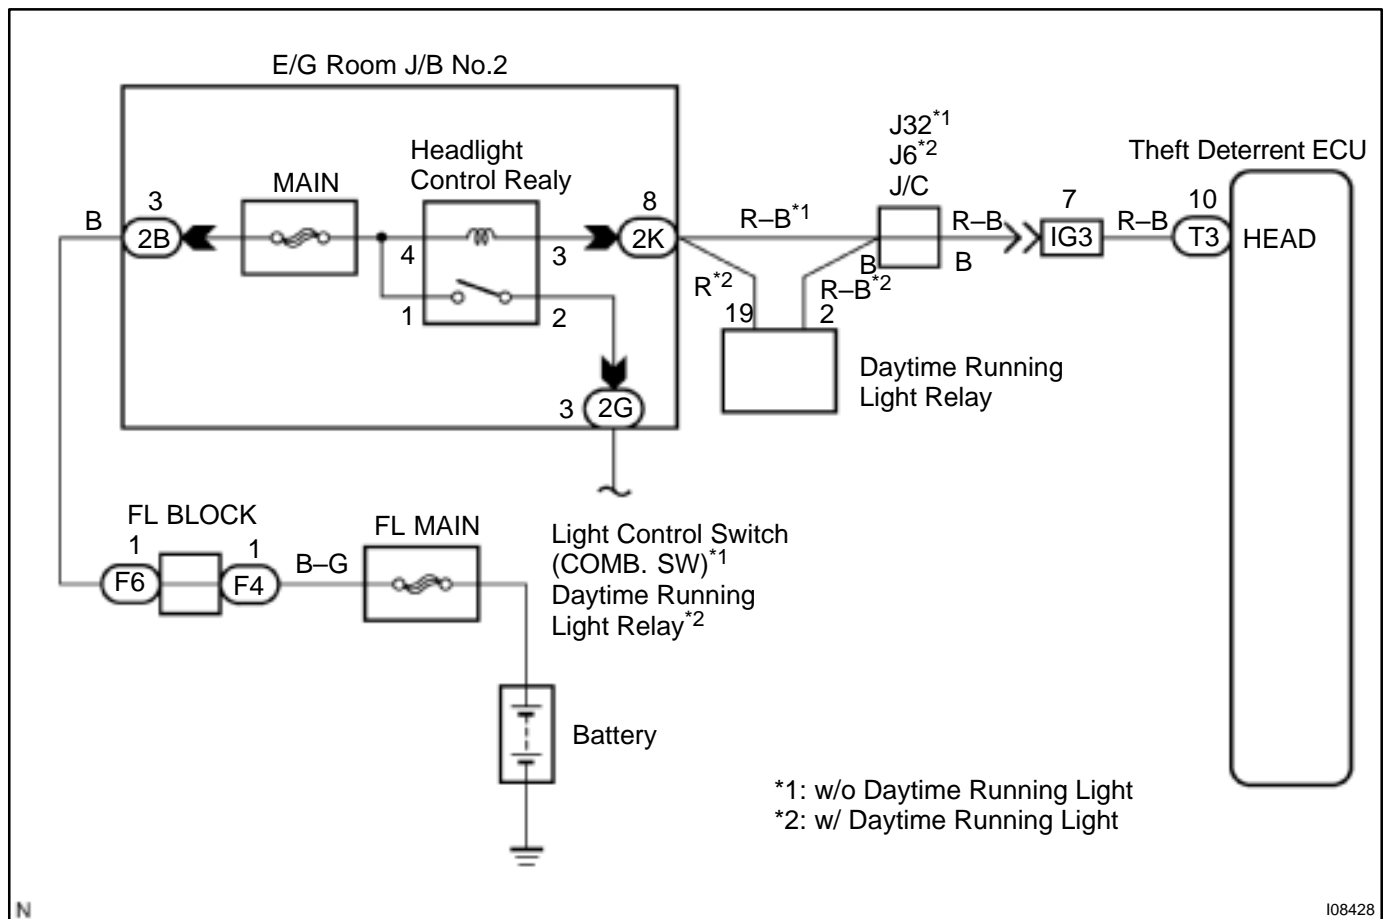 E/G Room J/B No.2
Headlight
Control Realy
MAIN
J32*1
J6*2
J/C
Theft Deterrent ECU
B
3
2B
4
3
1
2
8
2K
R–B*1
R*2
R–B*2
B
R–B
B
7
IG3
R–B
10
T3
HEAD
19
2
Daytime Running
Light Relay
3
2G
FL BLOCK
1
1
F6
F4
B–G
FL MAIN
Light Control Switch
(COMB. SW)*1
Daytime Running
Light Relay*2
Battery
*1: w/o Daytime Running Light
*2: w/ Daytime Running Light
N
I08428